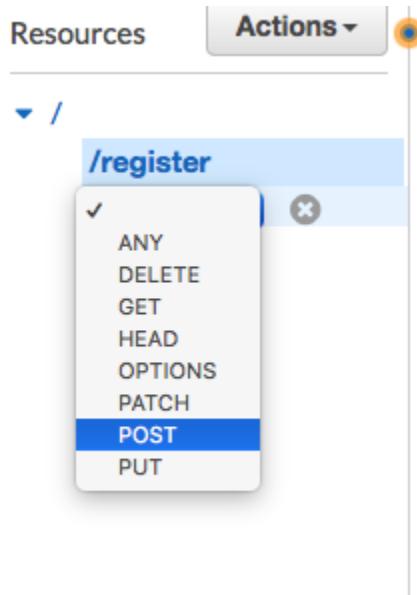 Resources
Actions
/
/register
ANY
DELETE
GET
HEAD
OPTIONS
PATCH
POST
PUT